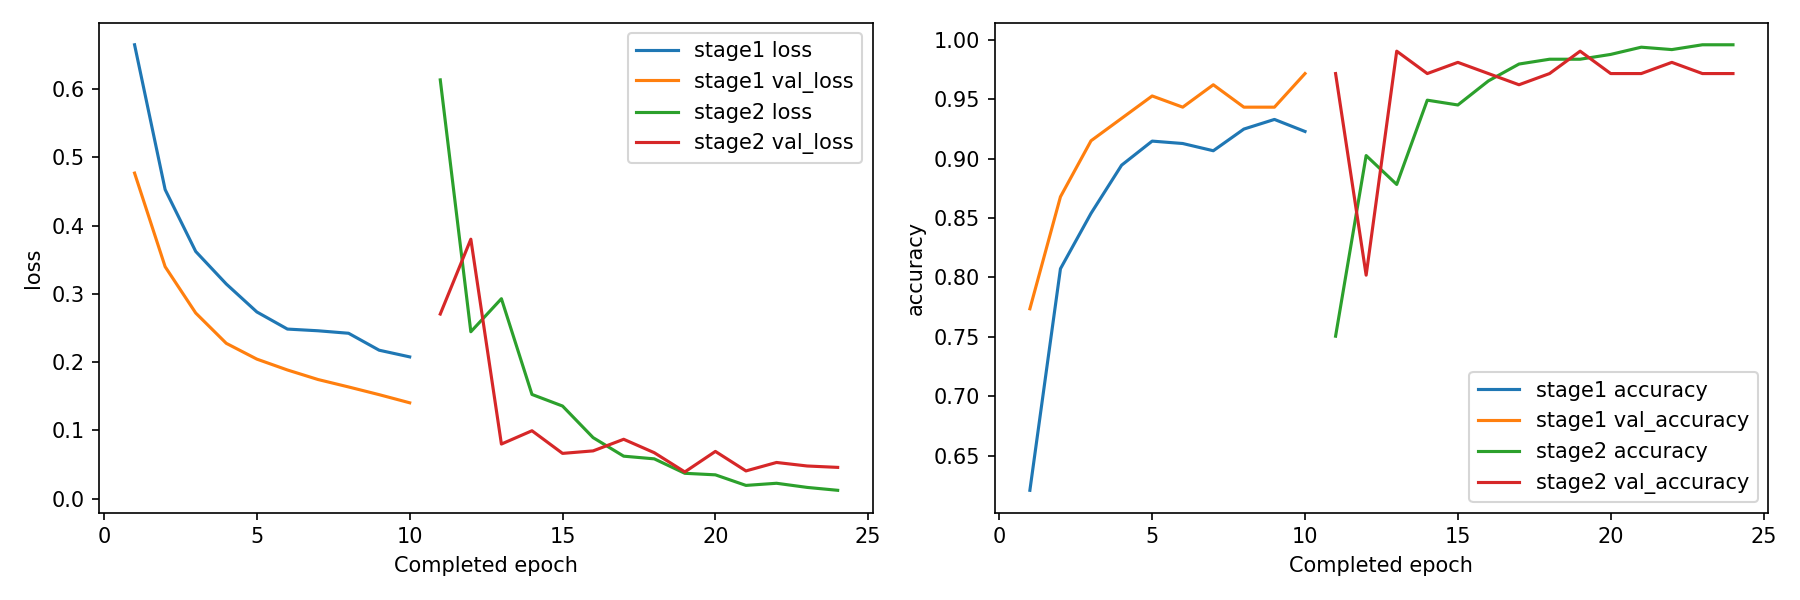 loss
0.6
0.5
0.4
0.3
0.2
0.1
0.0
stage1 loss
stage1 val_loss
stage2 loss
stage2 val_loss
0 5 10 15 20 25
Completed epoch
accuracy
1.00
0.95
0.90
0.85
0.80
0.75
0.70
0.65
stage1 accuracy
stage1 val_accuracy
stage2 accuracy
stage2 val_accuracy
0 5 10 15 20 25
Completed epoch